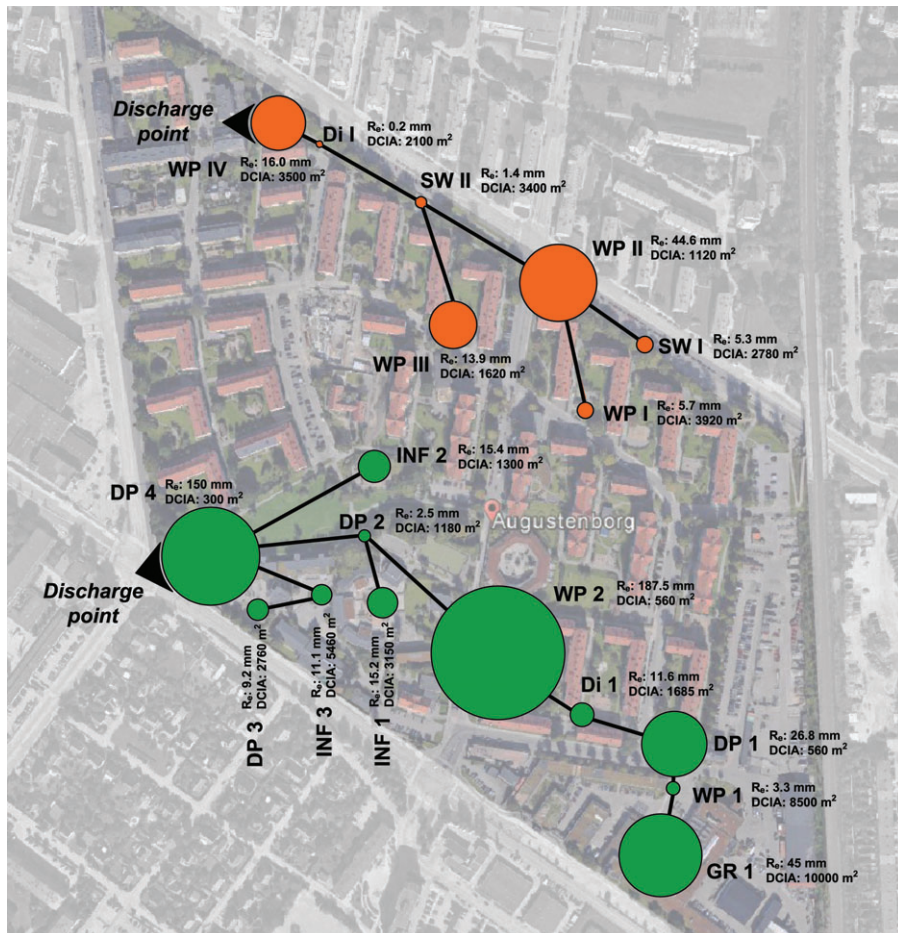 Discharge
point
Di I
Rₑ: 0.2 mm
DCIA: 2100 m²
WP IV
Rₑ: 16.0 mm
DCIA: 3500 m²
SW II
Rₑ: 1.4 mm
DCIA: 3400 m²
WP II
Rₑ: 44.6 mm
DCIA: 1120 m²
WP III
Rₑ: 13.9 mm
DCIA: 1620 m²
SW I
Rₑ: 5.3 mm
DCIA: 2780 m²
WP I
Rₑ: 5.7 mm
DCIA: 3920 m²
INF 2
Rₑ: 15.4 mm
DCIA: 1300 m²
DP 4
Rₑ: 150 mm
DCIA: 300 m²
DP 2
Rₑ: 2.5 mm
DCIA: 1180 m²
Augustenborg
Discharge
point
WP 2
Rₑ: 187.5 mm
DCIA: 560 m²
DP 3
Rₑ: 9.2 mm
DCIA: 2760 m²
INF 3
Rₑ: 11.1 mm
DCIA: 5460 m²
INF 1
Rₑ: 15.2 mm
DCIA: 3150 m²
Di 1
Rₑ: 11.6 mm
DCIA: 1685 m²
DP 1
Rₑ: 26.8 mm
DCIA: 560 m²
WP 1
Rₑ: 3.3 mm
DCIA: 8500 m²
GR 1
Rₑ: 45 mm
DCIA: 10000 m²